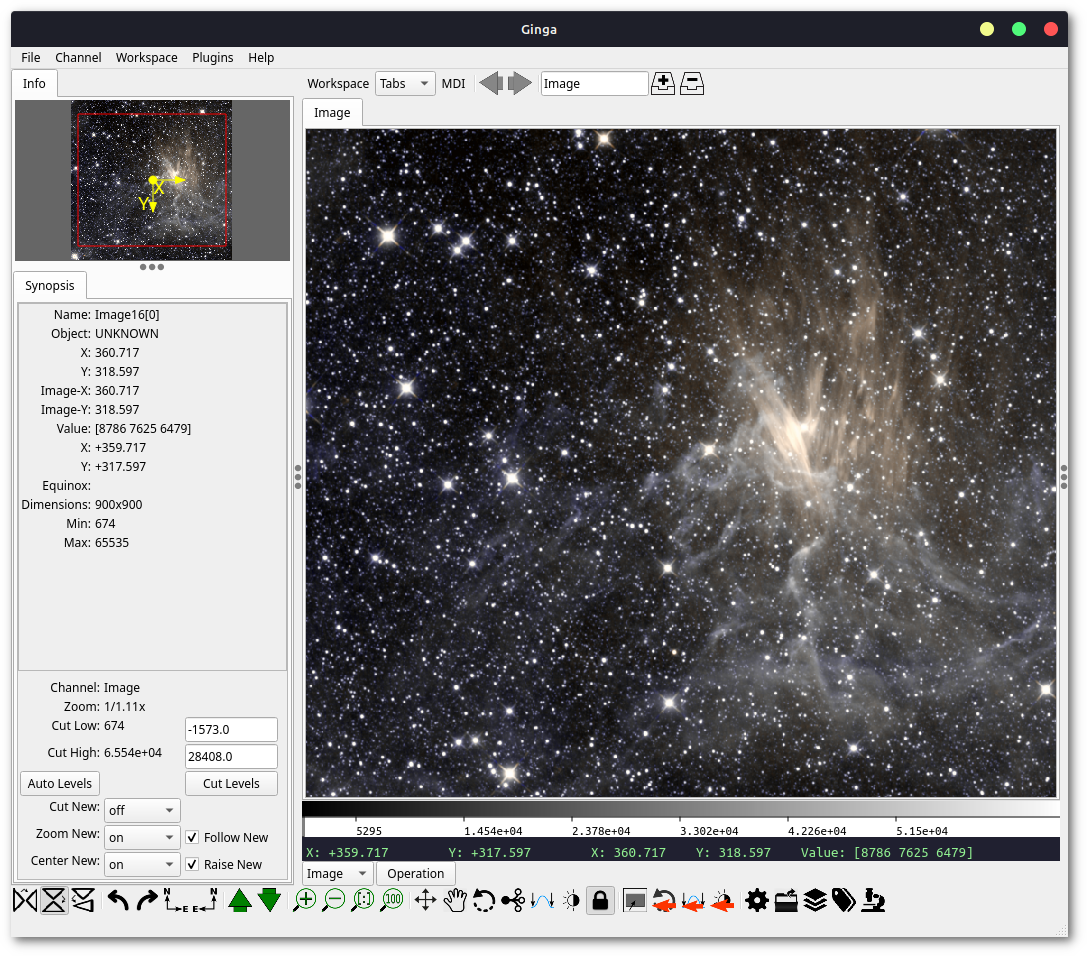 Ginga
File Channel Workspace Plugins Help
Info
Workspace Tabs MDI Image
Image
X
Y
Synopsis
Name: Image16[0]
Object: UNKNOWN
X: 360.717
Y: 318.597
Image-X: 360.717
Image-Y: 318.597
Value: [8786 7625 6479]
X: +359.717
Y: +317.597
Equinox:
Dimensions: 900x900
Min: 674
Max: 65535
Channel: Image
Zoom: 1/1.11x
Cut Low: 674 -1573.0
Cut High: 6.554e+04 28408.0
Auto Levels Cut Levels
Cut New: off
Zoom New: on Follow New
Center New: on Raise New
5295 1.454e+04 2.378e+04 3.302e+04 4.226e+04 5.15e+04
X: +359.717 Y: +317.597 X: 360.717 Y: 318.597 Value: [8786 7625 6479]
Image Operation
N E N E 100